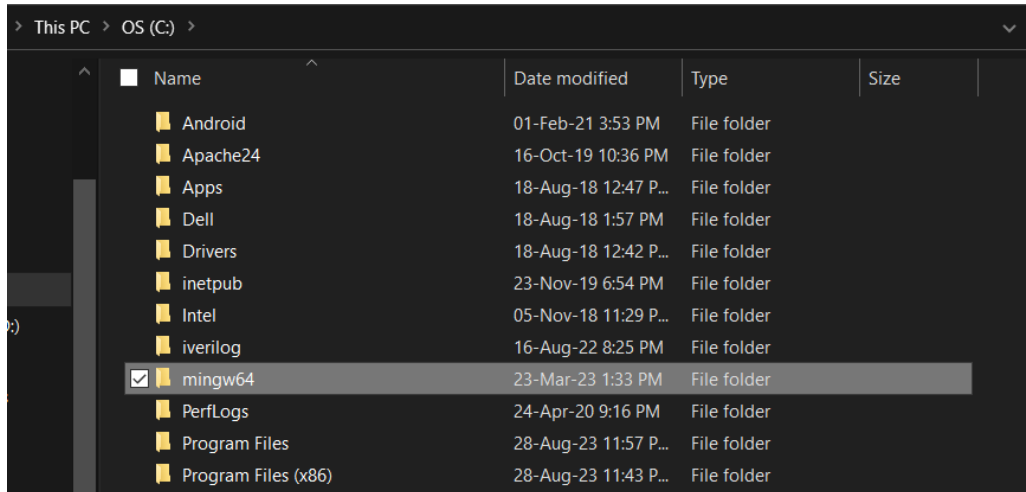 > This PC > OS (C:) >
Name Date modified Type Size
Android 01-Feb-21 3:53 PM File folder
Apache24 16-Oct-19 10:36 PM File folder
Apps 18-Aug-18 12:47 P... File folder
Dell 18-Aug-18 1:57 PM File folder
Drivers 18-Aug-18 12:42 P... File folder
inetpub 23-Nov-19 6:54 PM File folder
Intel 05-Nov-18 11:29 P... File folder
:)
iverilog 16-Aug-22 8:25 PM File folder
mingw64 23-Mar-23 1:33 PM File folder
PerfLogs 24-Apr-20 9:16 PM File folder
Program Files 28-Aug-23 11:57 P... File folder
Program Files (x86) 28-Aug-23 11:43 P... File folder